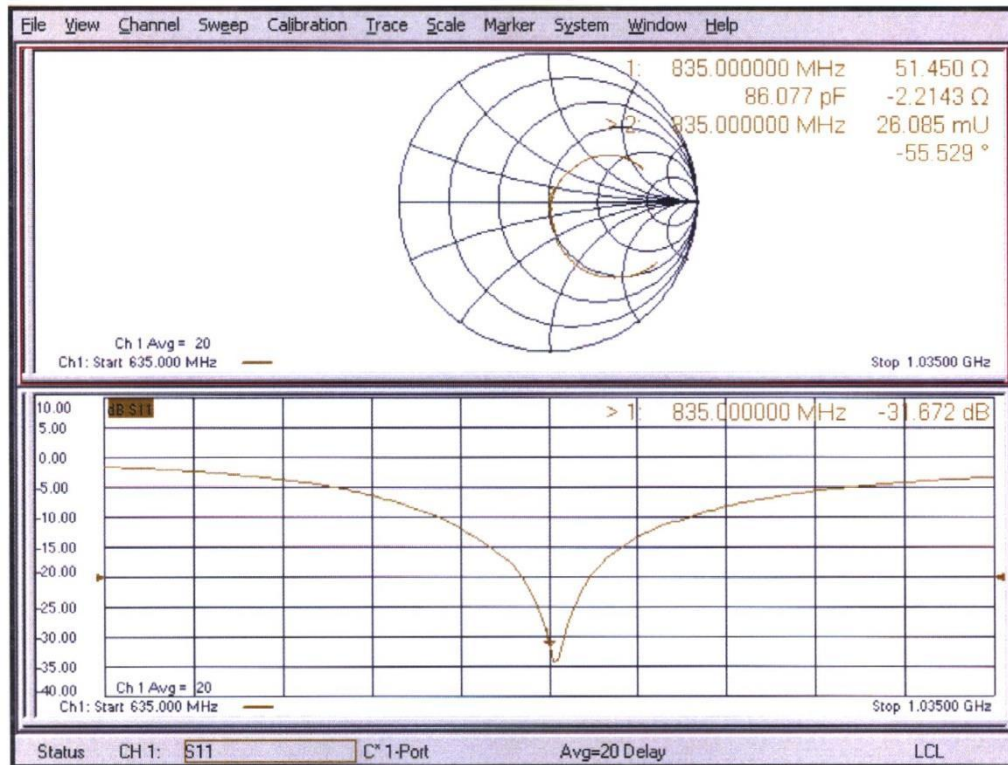 File View Channel Sweep Calibration Trace Scale Marker System Window Help
1: 835.000000 MHz 51.450 Ω
86.077 pF -2.2143 Ω
> 2: 835.000000 MHz 26.085 mU
-55.529 °
Ch 1 Avg = 20
Ch1: Start 635.000 MHz
Stop 1.03500 GHz
10.00
dB S11
> 1: 835.000000 MHz -31.672 dB
5.00
0.00
-5.00
-10.00
-15.00
-20.00
-25.00
-30.00
-35.00
-40.00
Ch 1 Avg = 20
Ch1: Start 635.000 MHz
Stop 1.03500 GHz
Status CH 1: S11 C* 1-Port Avg=20 Delay LCL